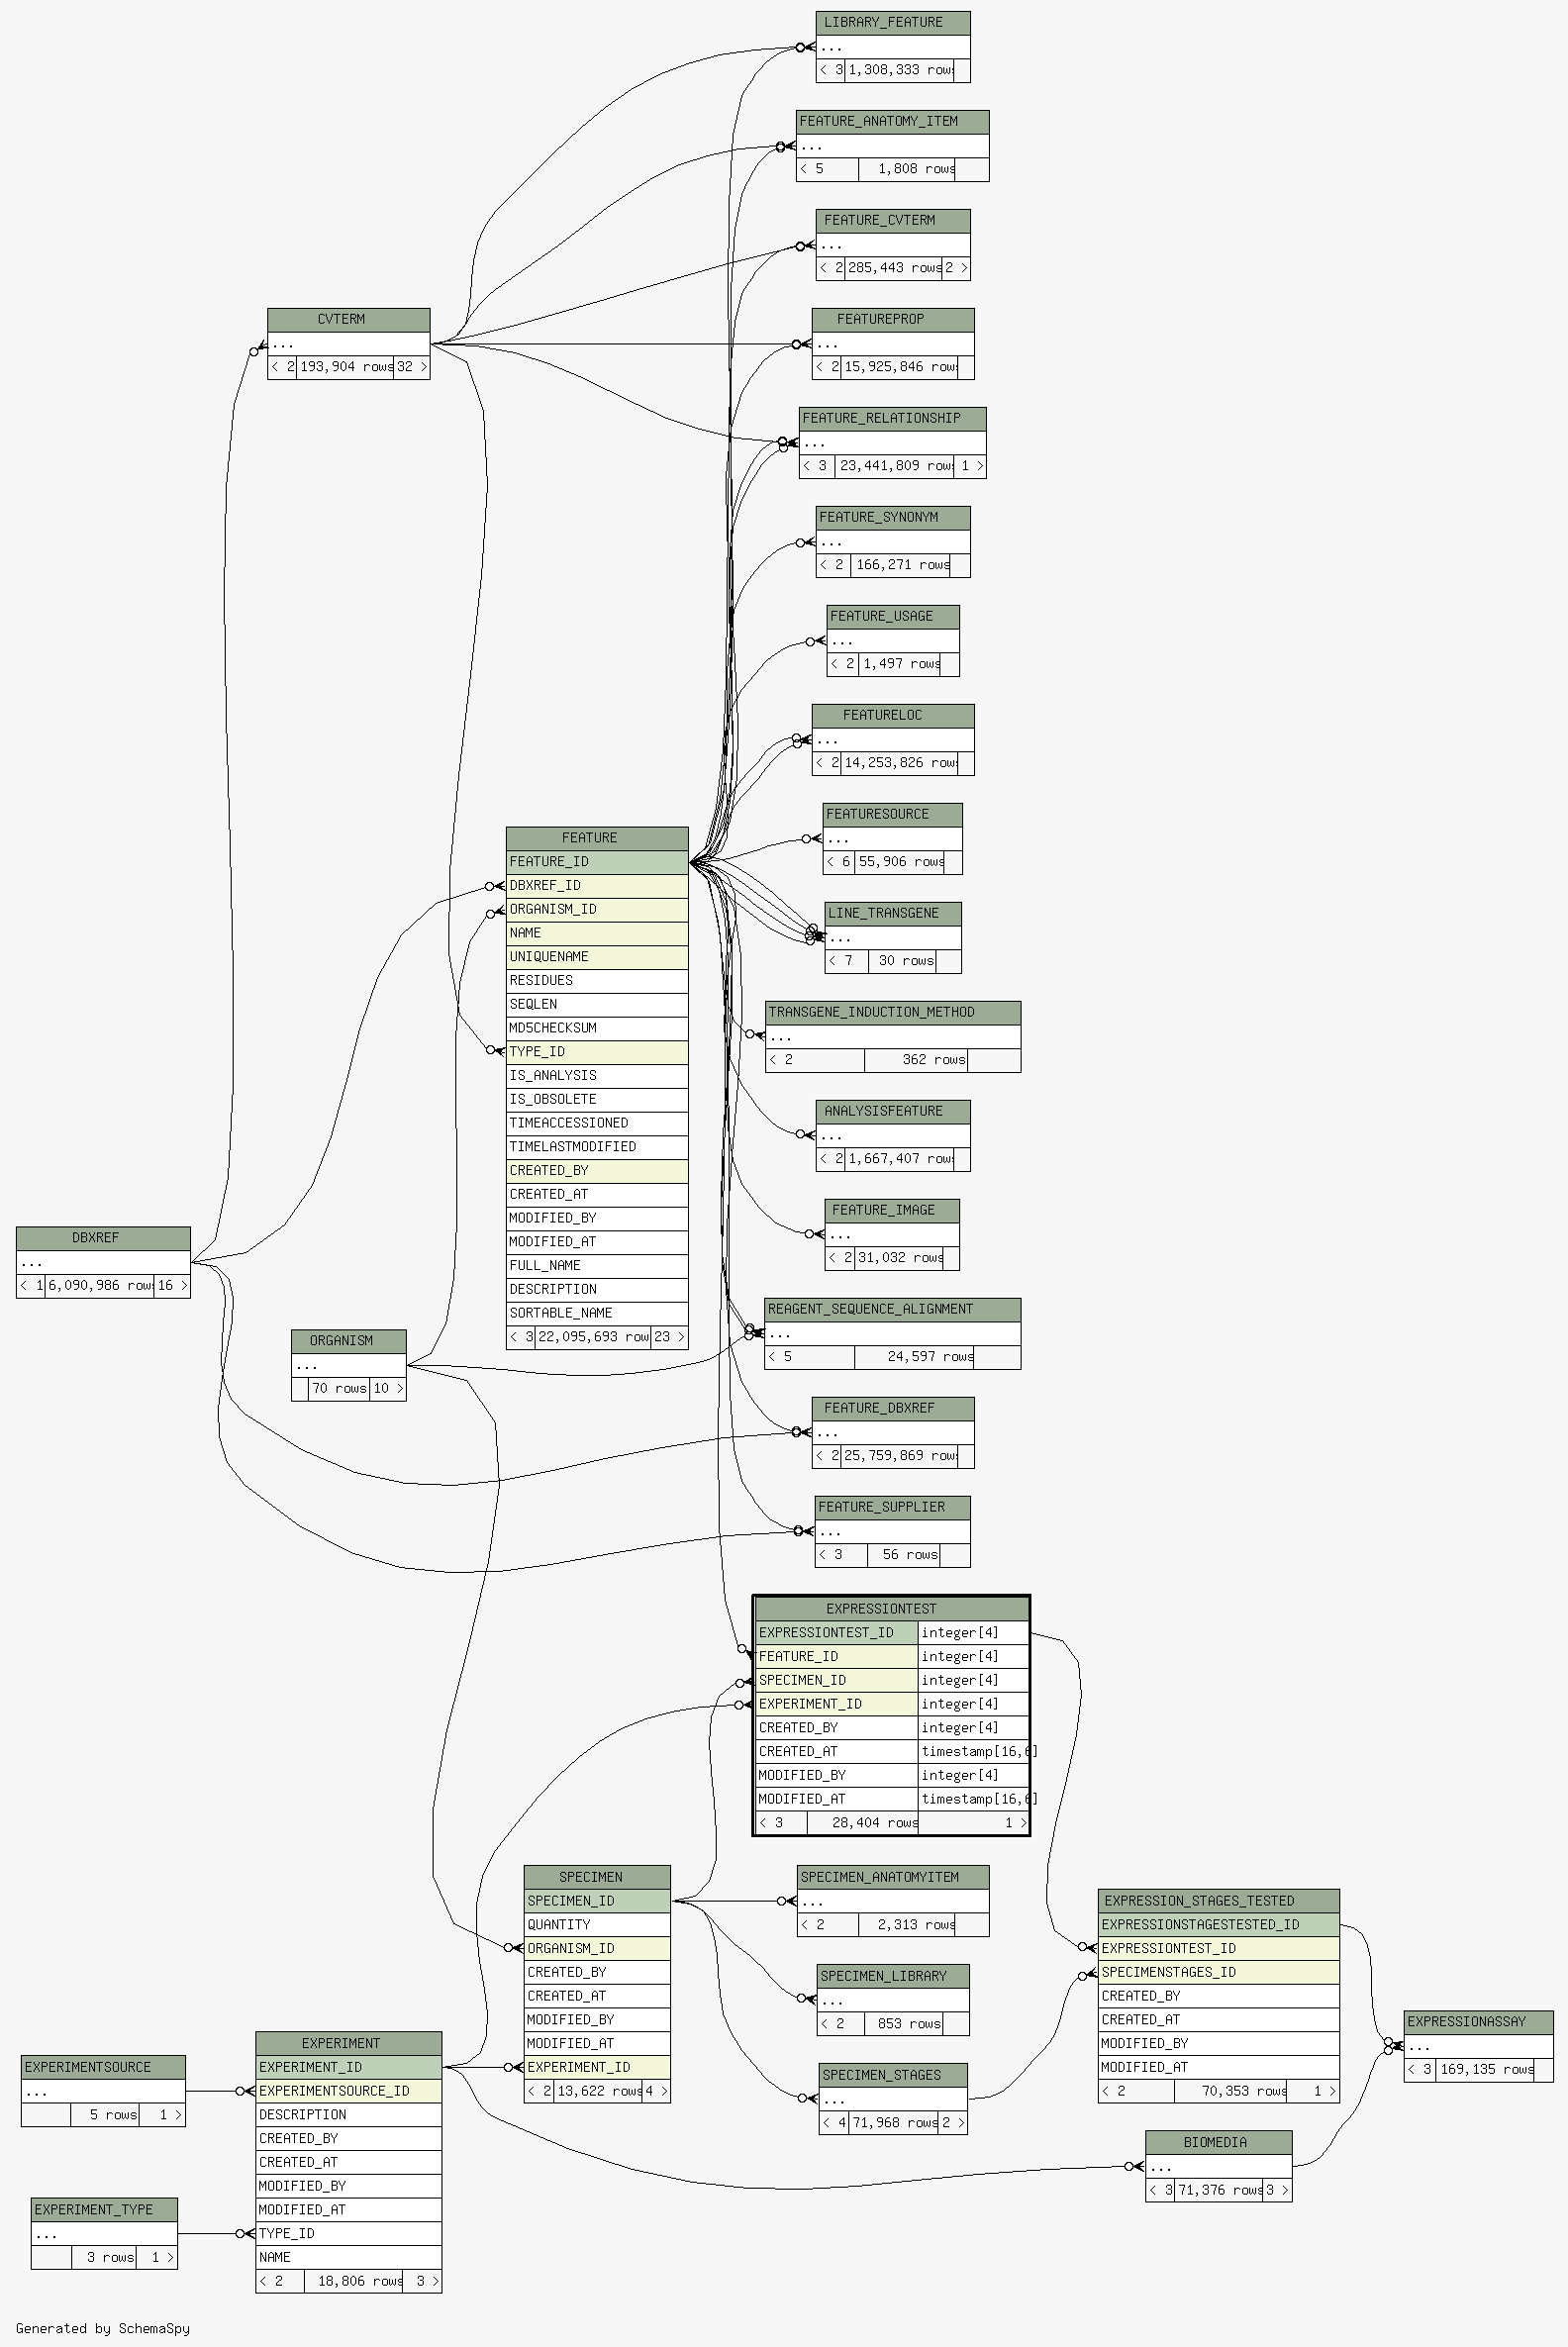 LIBRARY_FEATURE
...
< 3 1,308,333 rows
FEATURE_ANATOMY_ITEM
...
< 5 1,808 rows
FEATURE_CVTERM
...
< 2 285,443 rows 2 >
CVTERM
...
< 2 193,904 rows 32 >
FEATUREPROP
...
< 2 15,925,846 rows
FEATURE_RELATIONSHIP
...
< 3 23,441,809 rows 1 >
FEATURE_SYNONYM
...
< 2 166,271 rows
FEATURE_USAGE
...
< 2 1,497 rows
FEATURELOC
...
< 2 14,253,826 rows
FEATURESOURCE
...
< 6 55,906 rows
LINE_TRANSGENE
...
< 7 30 rows
TRANSGENE_INDUCTION_METHOD
...
< 2 362 rows
ANALYSISFEATURE
...
< 2 1,667,407 rows
FEATURE_IMAGE
...
< 2 31,032 rows
REAGENT_SEQUENCE_ALIGNMENT
...
< 5 24,597 rows
FEATURE_DBXREF
...
< 2 25,759,869 rows
FEATURE_SUPPLIER
...
< 3 56 rows
FEATURE
FEATURE_ID
DBXREF_ID
ORGANISM_ID
NAME
UNIQUENAME
RESIDUES
SEQLEN
MD5CHECKSUM
TYPE_ID
IS_ANALYSIS
IS_OBSOLETE
TIMEACCESSIONED
TIMELASTMODIFIED
CREATED_BY
CREATED_AT
MODIFIED_BY
MODIFIED_AT
FULL_NAME
DESCRIPTION
SORTABLE_NAME
< 3 22,095,693 row 23 >
DBXREF
...
< 1 6,090,986 rows 16 >
ORGANISM
...
70 rows 10 >
EXPRESSIONTEST
EXPRESSIONTEST_ID integer[4]
FEATURE_ID integer[4]
SPECIMEN_ID integer[4]
EXPERIMENT_ID integer[4]
CREATED_BY integer[4]
CREATED_AT timestamp[16,6]
MODIFIED_BY integer[4]
MODIFIED_AT timestamp[16,6]
< 3 28,404 rows 1 >
SPECIMEN
SPECIMEN_ID
QUANTITY
ORGANISM_ID
CREATED_BY
CREATED_AT
MODIFIED_BY
MODIFIED_AT
EXPERIMENT_ID
< 2 13,622 rows 4 >
SPECIMEN_ANATOMYITEM
...
< 2 2,313 rows
SPECIMEN_LIBRARY
...
< 2 853 rows
SPECIMEN_STAGES
...
< 4 71,968 rows 2 >
EXPRESSION_STAGES_TESTED
EXPRESSIONSTAGESTESTED_ID
EXPRESSIONTEST_ID
SPECIMENSTAGES_ID
CREATED_BY
CREATED_AT
MODIFIED_BY
MODIFIED_AT
< 2 70,353 rows 1 >
EXPRESSIONASSAY
...
< 3 169,135 rows
BIOMEDIA
...
< 3 71,376 rows 3 >
EXPERIMENTSOURCE
...
5 rows 1 >
EXPERIMENT_TYPE
...
3 rows 1 >
EXPERIMENT
EXPERIMENT_ID
EXPERIMENTSOURCE_ID
DESCRIPTION
CREATED_BY
CREATED_AT
MODIFIED_BY
MODIFIED_AT
TYPE_ID
NAME
< 2 18,806 rows 3 >
Generated by SchemaSpy